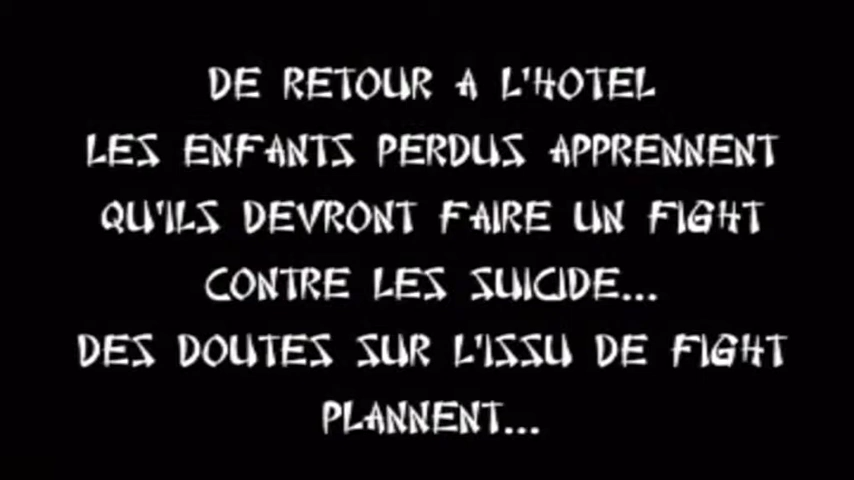 DE RETOUR A L'HOTEL
LES ENFANTS PERDUS APPRENNENT
QU'ILS DEVRONT FAIRE UN FIGHT
CONTRE LES SUICIDE...
DES DOUTES SUR L'ISSU DE FIGHT
PLANNENT...